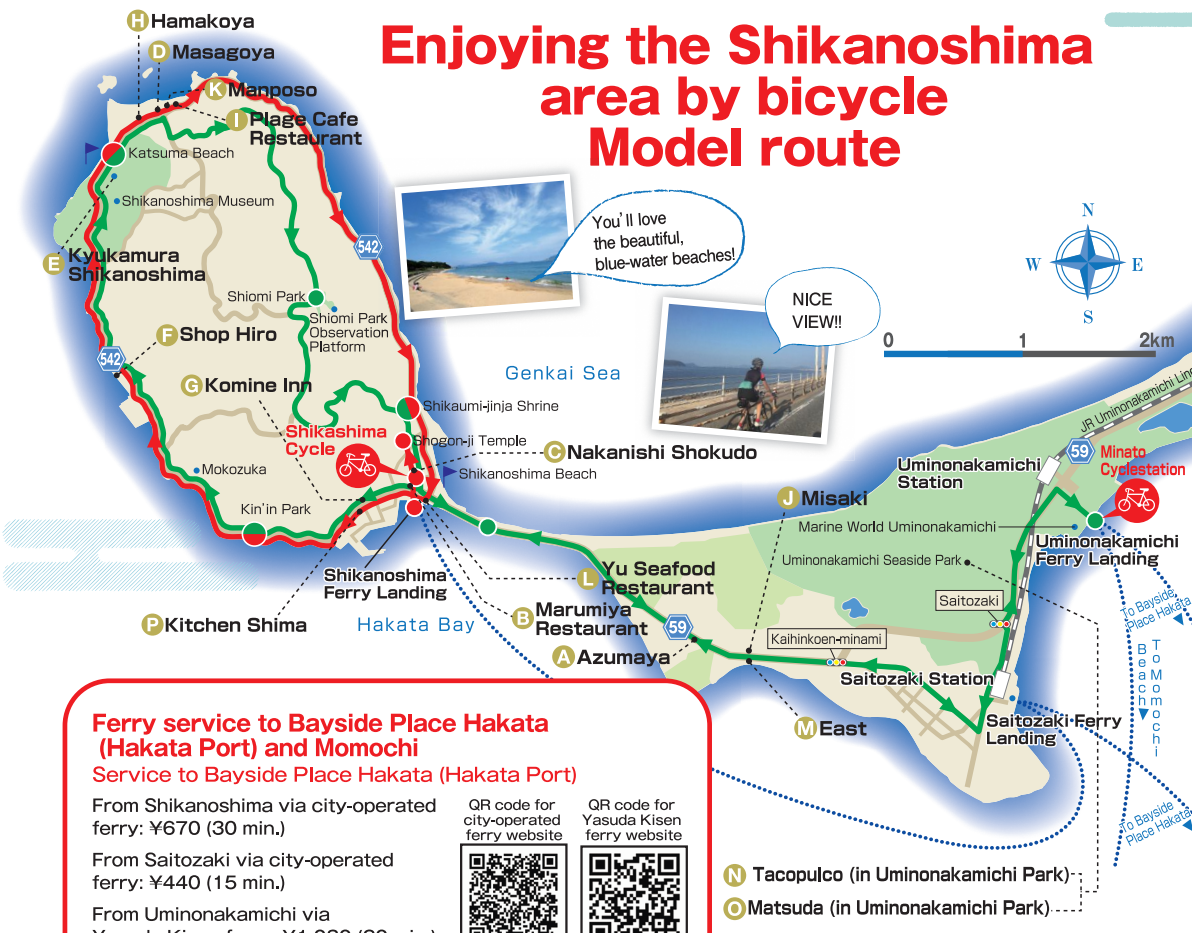 Enjoying the Shikanoshima
area by bicycle
Model route
H Hamakoya
D Masagoya
K Manposo
I Plage Cafe
Restaurant
Katsuma Beach
Shikanoshima Museum
E Kyukamura
Shikanoshima
542
You'll love
the beautiful,
blue-water beaches!
NICE
VIEW!!
N
W E
S
0 1 2km
Shiomi Park
Shiomi Park
Observation
Platform
F Shop Hiro
542
G Komine Inn
Genkai Sea
Shikaumi-jinja Shrine
Shikashima
Cycle
Shogon-ji Temple
C Nakanishi Shokudo
Shikanoshima Beach
Mokozuka
Kin'in Park
JR Uminonakamichi Line
59
Minato
Cyclestation
Uminonakamichi
Station
J Misaki
Marine World Uminonakamichi
Uminonakamichi
Ferry Landing
Uminonakamichi Seaside Park
Shikanoshima
Ferry Landing
L Yu Seafood
Restaurant
B Marumiya
Restaurant
P Kitchen Shima
Hakata Bay
59
A Azumaya
Saitozaki
Kaihinkoen-minami
Saitozaki Station
M East
Saitozaki Ferry
Landing
To Bayside
Place Hakata
To Momochi
Beach
To Bayside
Place Hakata
N Tacopulco (in Uminonakamichi Park)
O Matsuda (in Uminonakamichi Park)
Ferry service to Bayside Place Hakata
(Hakata Port) and Momochi
Service to Bayside Place Hakata (Hakata Port)
From Shikanoshima via city-operated
ferry: ¥670 (30 min.)
From Saitozaki via city-operated
ferry: ¥440 (15 min.)
From Uminonakamichi via
QR code for
city-operated
ferry website
QR code for
Yasuda Kisen
ferry website